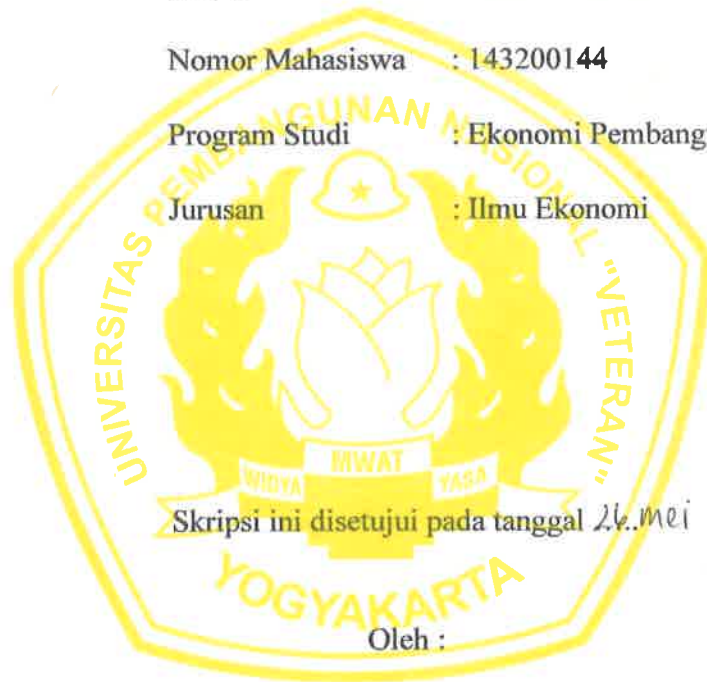 Nomor Mahasiswa : 143200144
Program Studi : Ekonomi Pembang
Jurusan : Ilmu Ekonomi
UNIVERSITAS PEMBANGUNAN NASIONAL "VETERAN"
WIDYA MWAT YASA
Skripsi ini disetujui pada tanggal 26..Mei
YOGYAKARTA
Oleh :